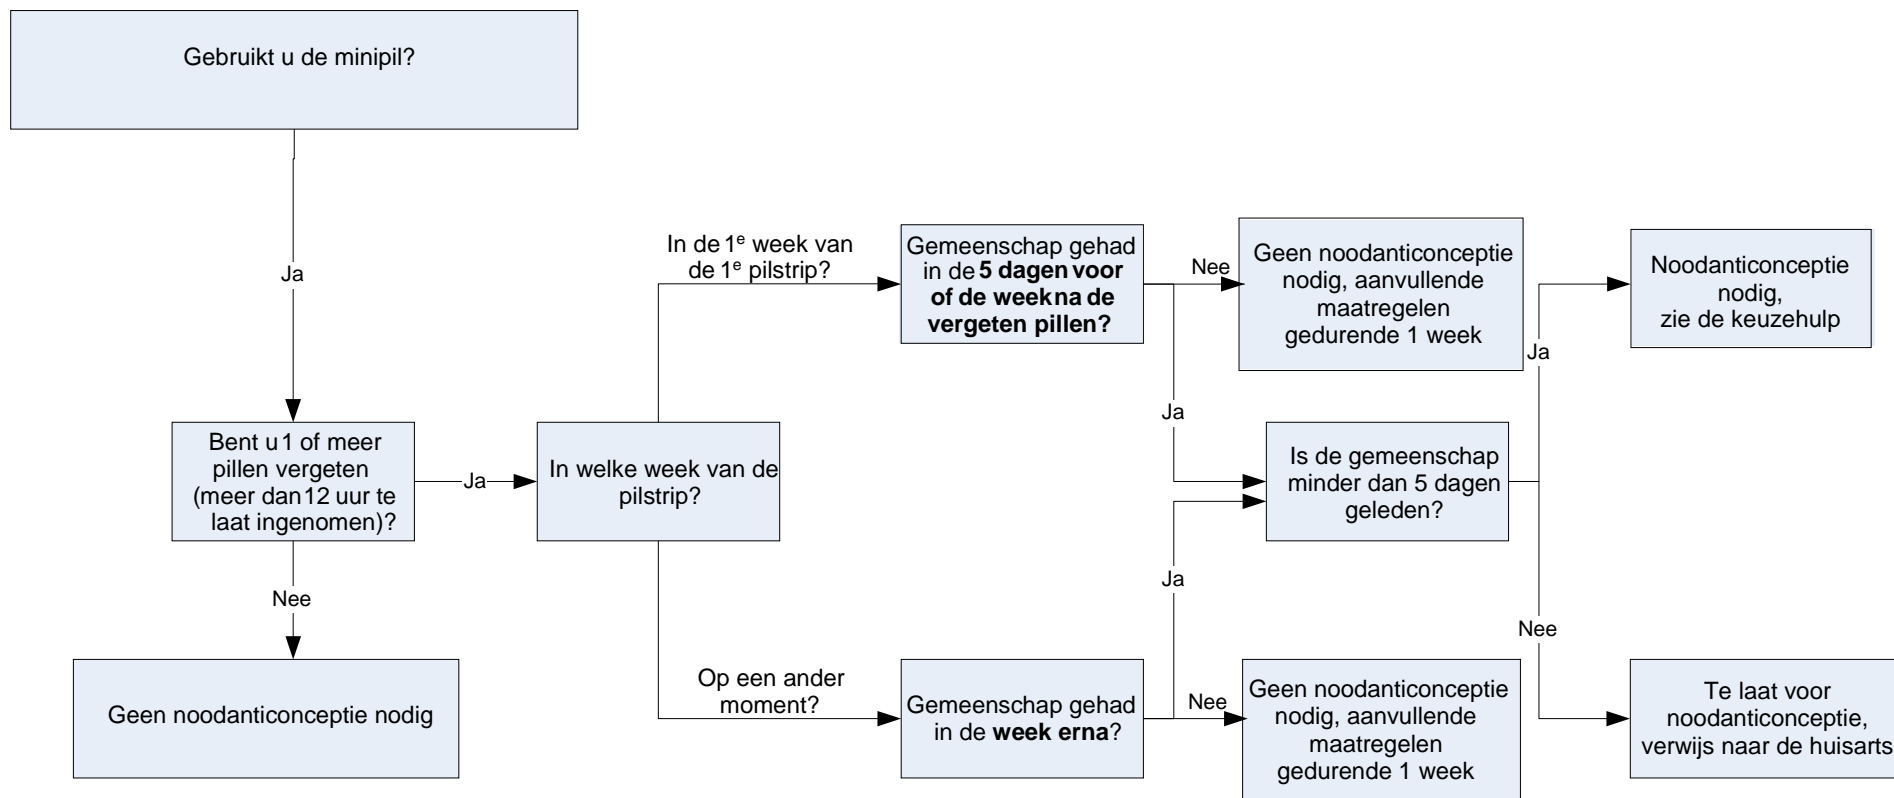 Gebruikt u de minipil?
Ja
Bent u 1 of meer
pillen vergeten
(meer dan 12 uur te
laat ingenomen)?
Nee
Geen noodanticonceptie nodig
Ja
In welke week van de
pilstrip?
In de 1e week van
de 1e pilstrip?
Gemeenschap gehad
in de 5 dagen voor
of de week na de
vergeten pillen?
Nee
Geen noodanticonceptie
nodig, aanvullende
maatregelen
gedurende 1 week
Ja
Op een ander
moment?
Gemeenschap gehad
in de week erna?
Nee
Geen noodanticonceptie
nodig, aanvullende
maatregelen
gedurende 1 week
Ja
Is de gemeenschap
minder dan 5 dagen
geleden?
Ja
Noodanticonceptie
nodig,
zie de keuzehulp
Nee
Te laat voor
noodanticonceptie,
verwijs naar de huisarts